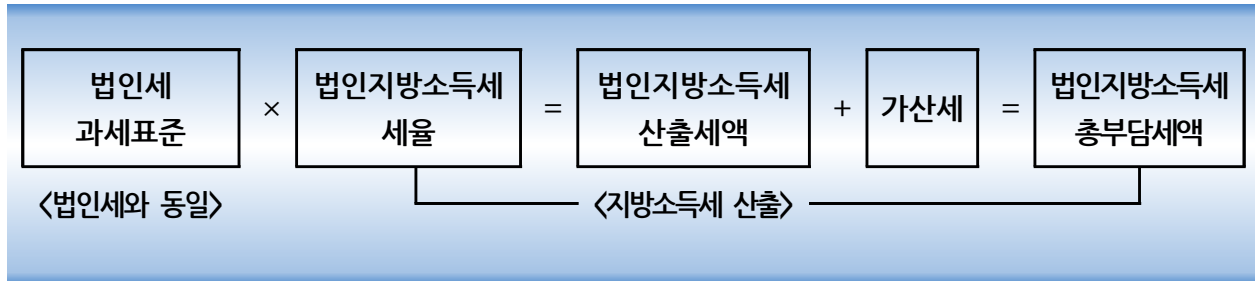 법인세
과세표준
×
법인지방소득세
세율
=
법인지방소득세
산출세액
+
가산세
=
법인지방소득세
총부담세액
<법인세와 동일>
<지방소득세 산출>